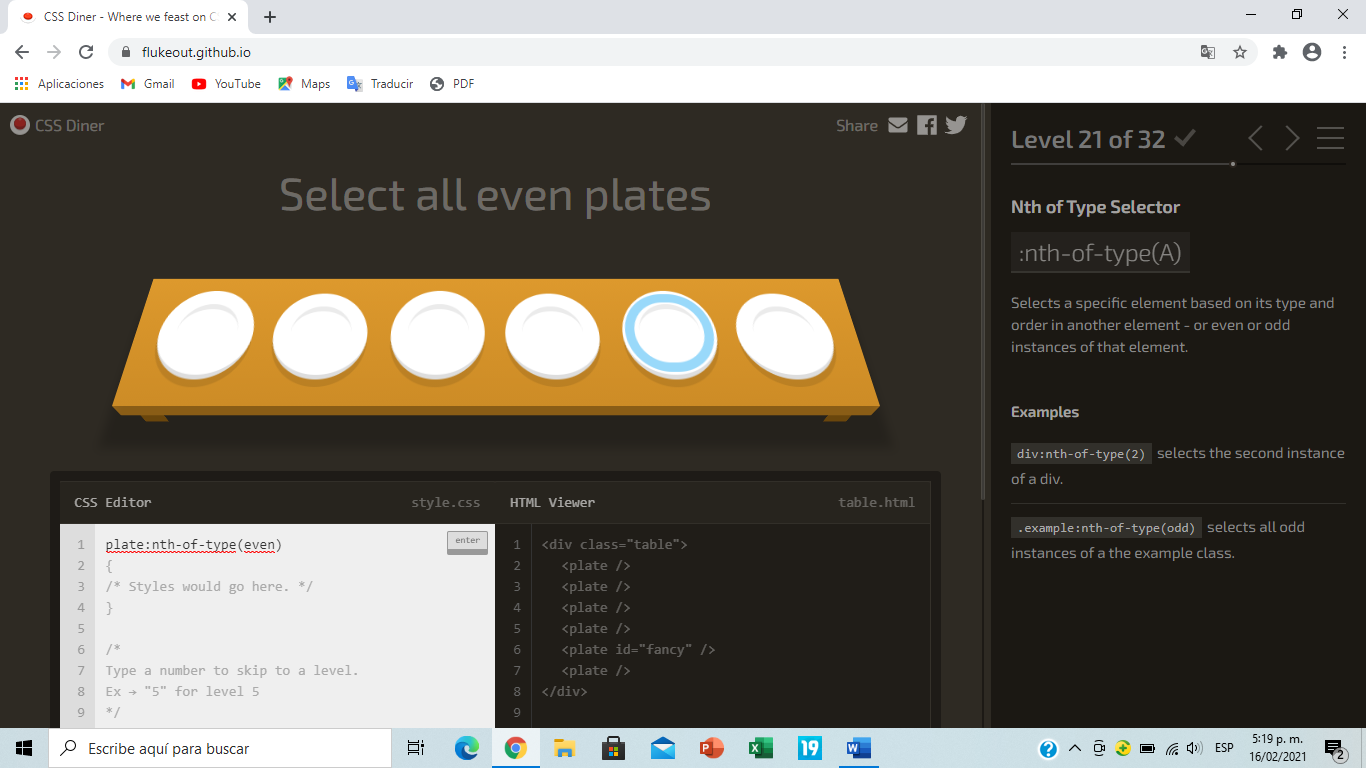 CSS Diner - Where we feast on C
flukeout.github.io
Aplicaciones Gmail YouTube Maps Traducir PDF
CSS Diner
Share
Select all even plates
CSS Editor style.css
enter
1 plate:nth-of-type(even)
2 {
3 /* Styles would go here. */
4 }
5
6 /*
7 Type a number to skip to a level.
8 Ex → "5" for level 5
9 */
HTML Viewer table.html
1 <div class="table">
2 <plate />
3 <plate />
4 <plate />
5 <plate />
6 <plate id="fancy" />
7 <plate />
8 </div>
9
Level 21 of 32
Nth of Type Selector
:nth-of-type(A)
Selects a specific element based on its type and
order in another element - or even or odd
instances of that element.
Examples
div:nth-of-type(2) selects the second instance
of a div.
.example:nth-of-type(odd) selects all odd
instances of a the example class.
Escribe aquí para buscar
19
ESP
5:19 p. m.
16/02/2021
2